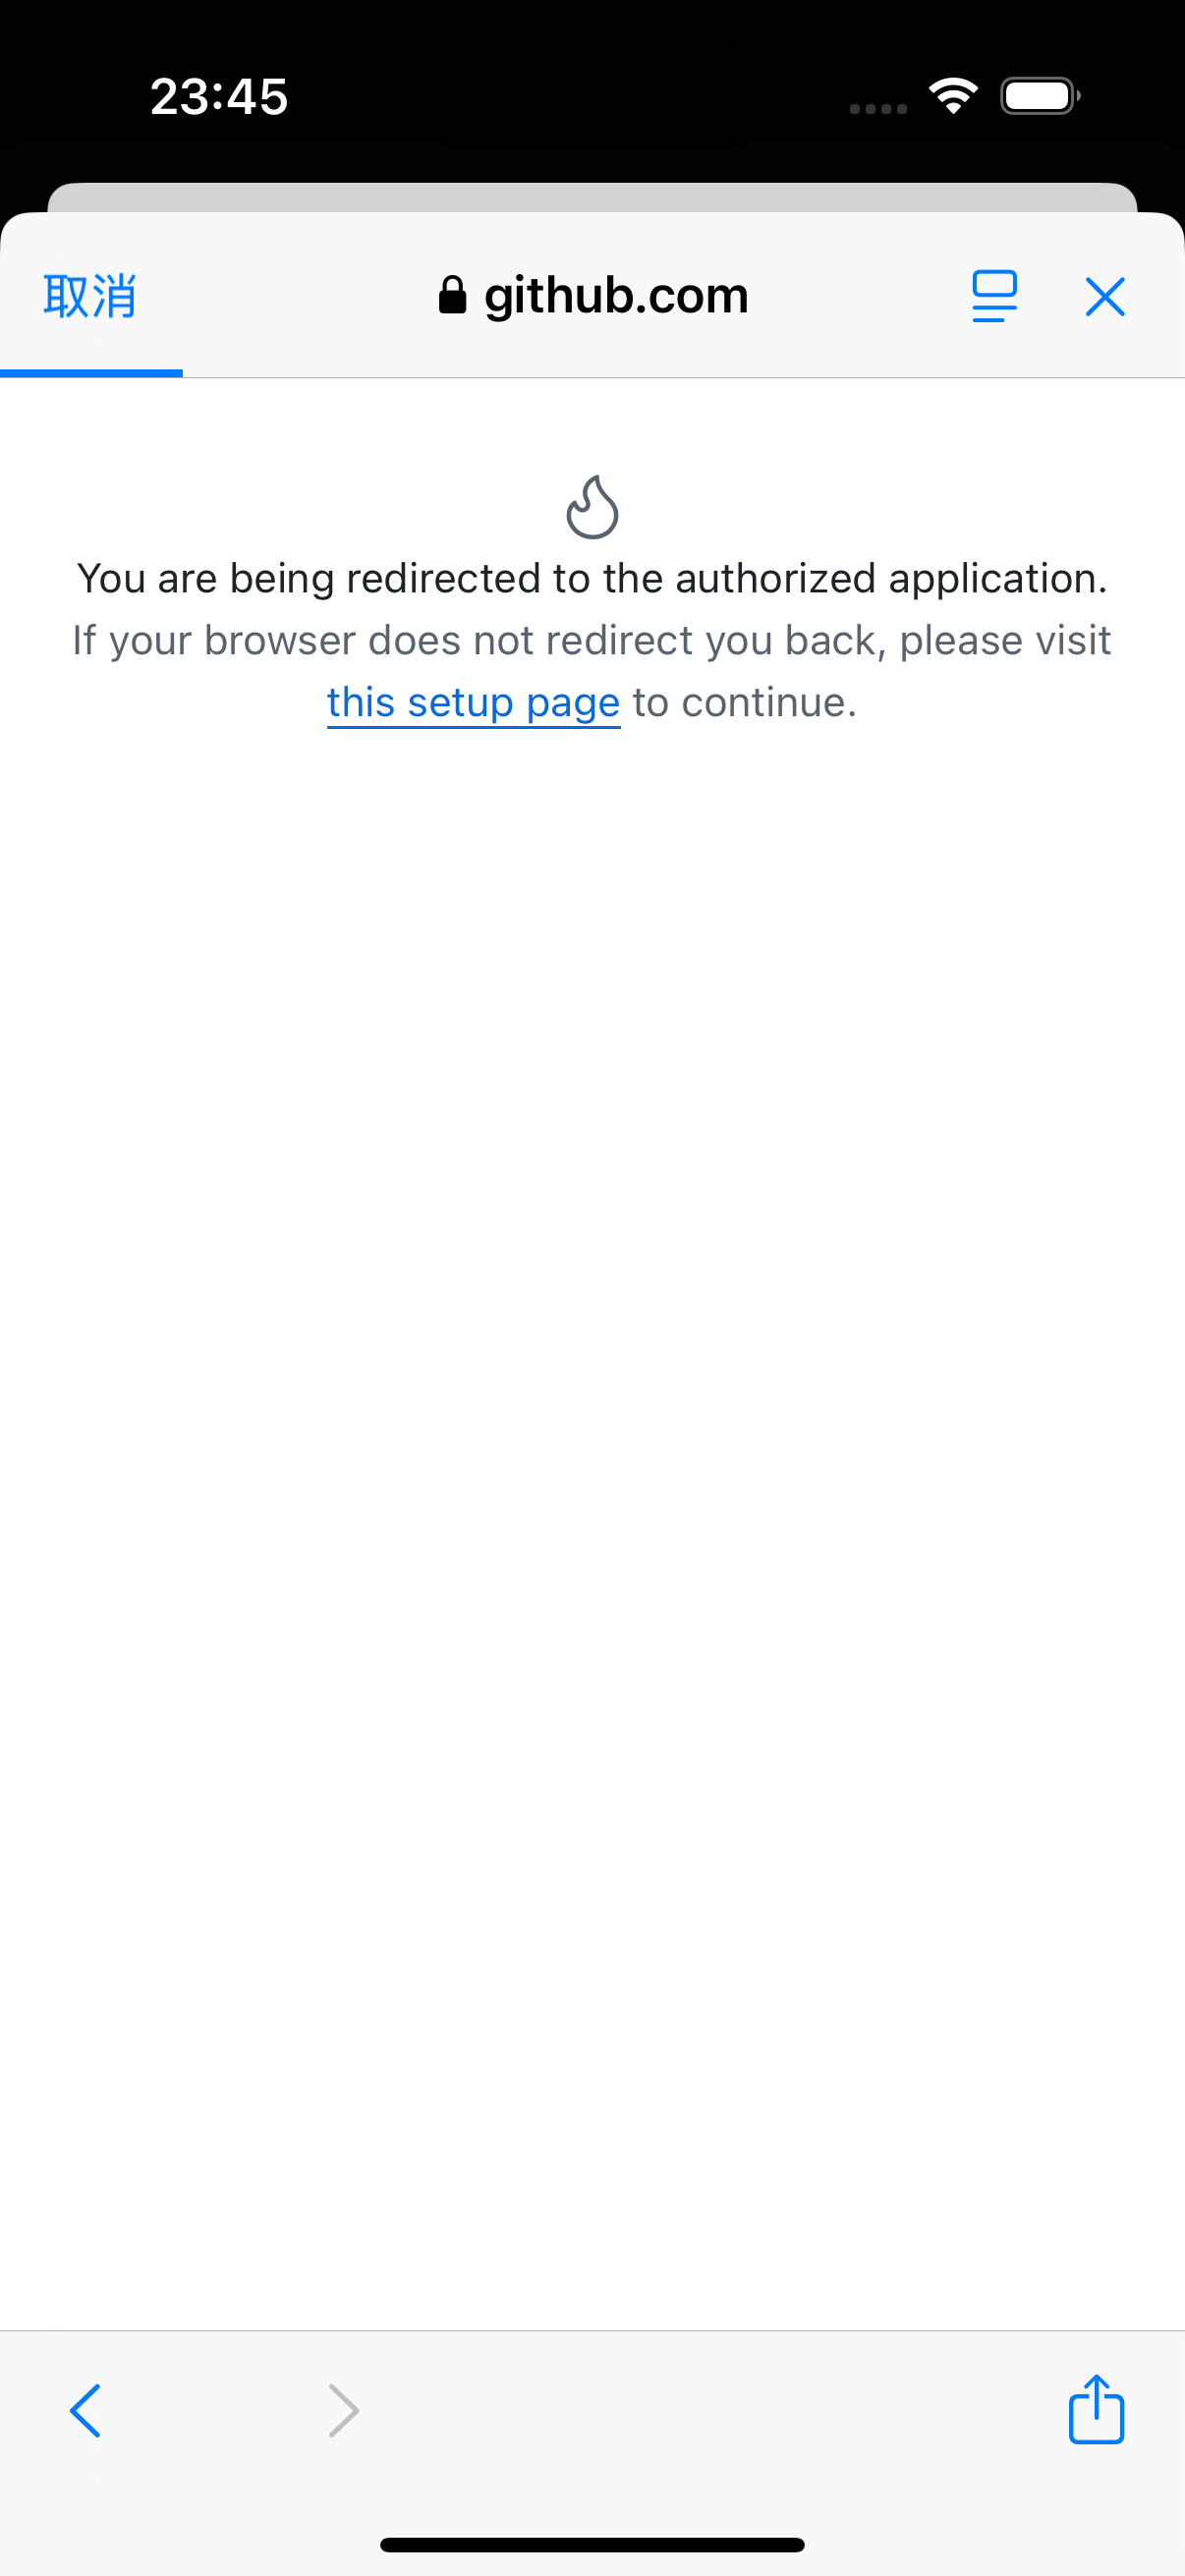 23:45
取消
github.com
You are being redirected to the authorized application.
If your browser does not redirect you back, please visit
this setup page to continue.